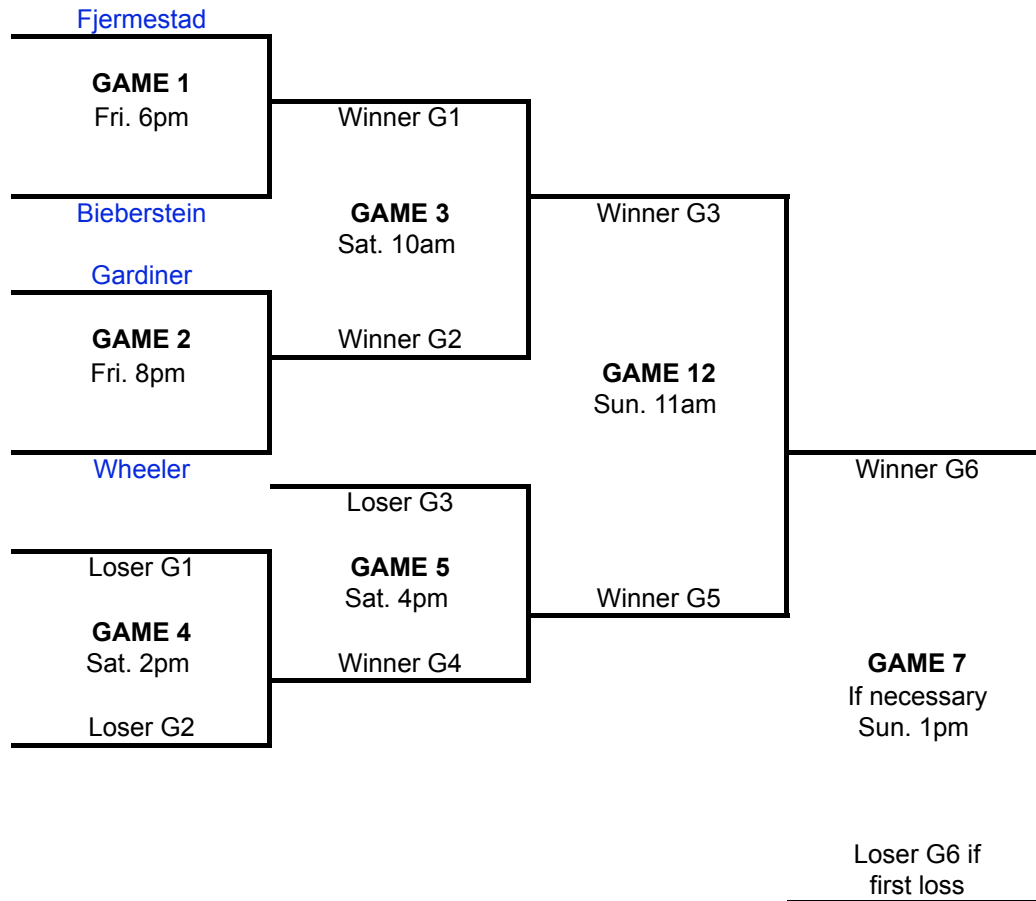 Fjermestad
GAME 1
Fri. 6pm
Winner G1
Bieberstein
GAME 3
Sat. 10am
Winner G3
Gardiner
GAME 2
Fri. 8pm
Winner G2
GAME 12
Sun. 11am
Wheeler
Winner G6
Loser G3
Loser G1
GAME 5
Sat. 4pm
Winner G5
GAME 4
Sat. 2pm
Winner G4
GAME 7
If necessary
Sun. 1pm
Loser G2
Loser G6 if
first loss